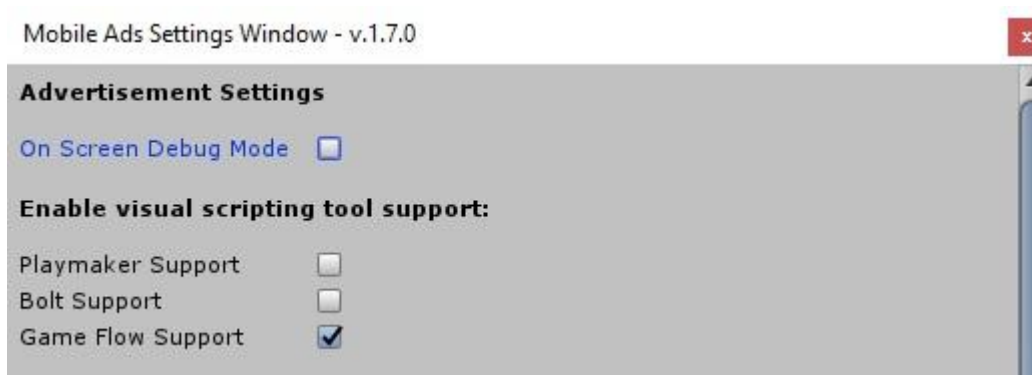 Mobile Ads Settings Window - v.1.7.0
x
Advertisement Settings
On Screen Debug Mode
Enable visual scripting tool support:
Playmaker Support
Bolt Support
Game Flow Support